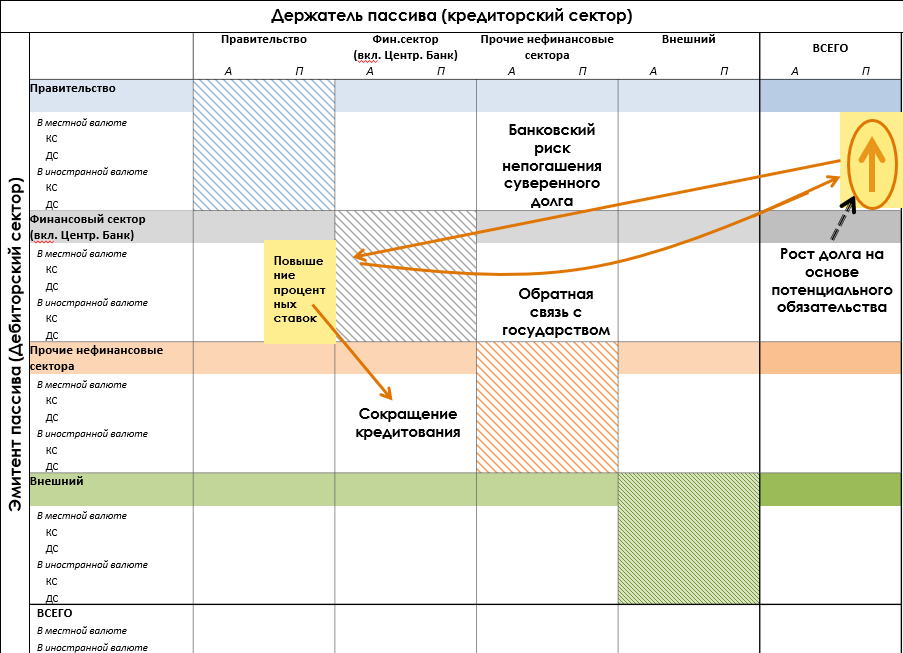 Держатель пассива (кредиторский сектор)
Правительство
Фин.сектор
(вкл. Центр. Банк)
Прочие нефинансовые
сектора
Внешний
ВСЕГО
А П А П А П А П А П
Эмитент пассива (Дебиторский сектор)
Правительство
В местной валюте
КС
ДС
В иностранной валюте
КС
ДС
Банковский
риск
непогашения
суверенного
долга
Финансовый сектор
(вкл. Центр. Банк)
В местной валюте
КС
ДС
В иностранной валюте
КС
ДС
Повыше
ние
процент
ных
ставок
Обратная
связь с
государством
Рост долга на
основе
потенциального
обязательства
Прочие нефинансовые
сектора
В местной валюте
КС
ДС
В иностранной валюте
КС
ДС
Сокращение
кредитования
Внешний
В местной валюте
КС
ДС
В иностранной валюте
КС
ДС
ВСЕГО
В местной валюте
В иностранной валюте